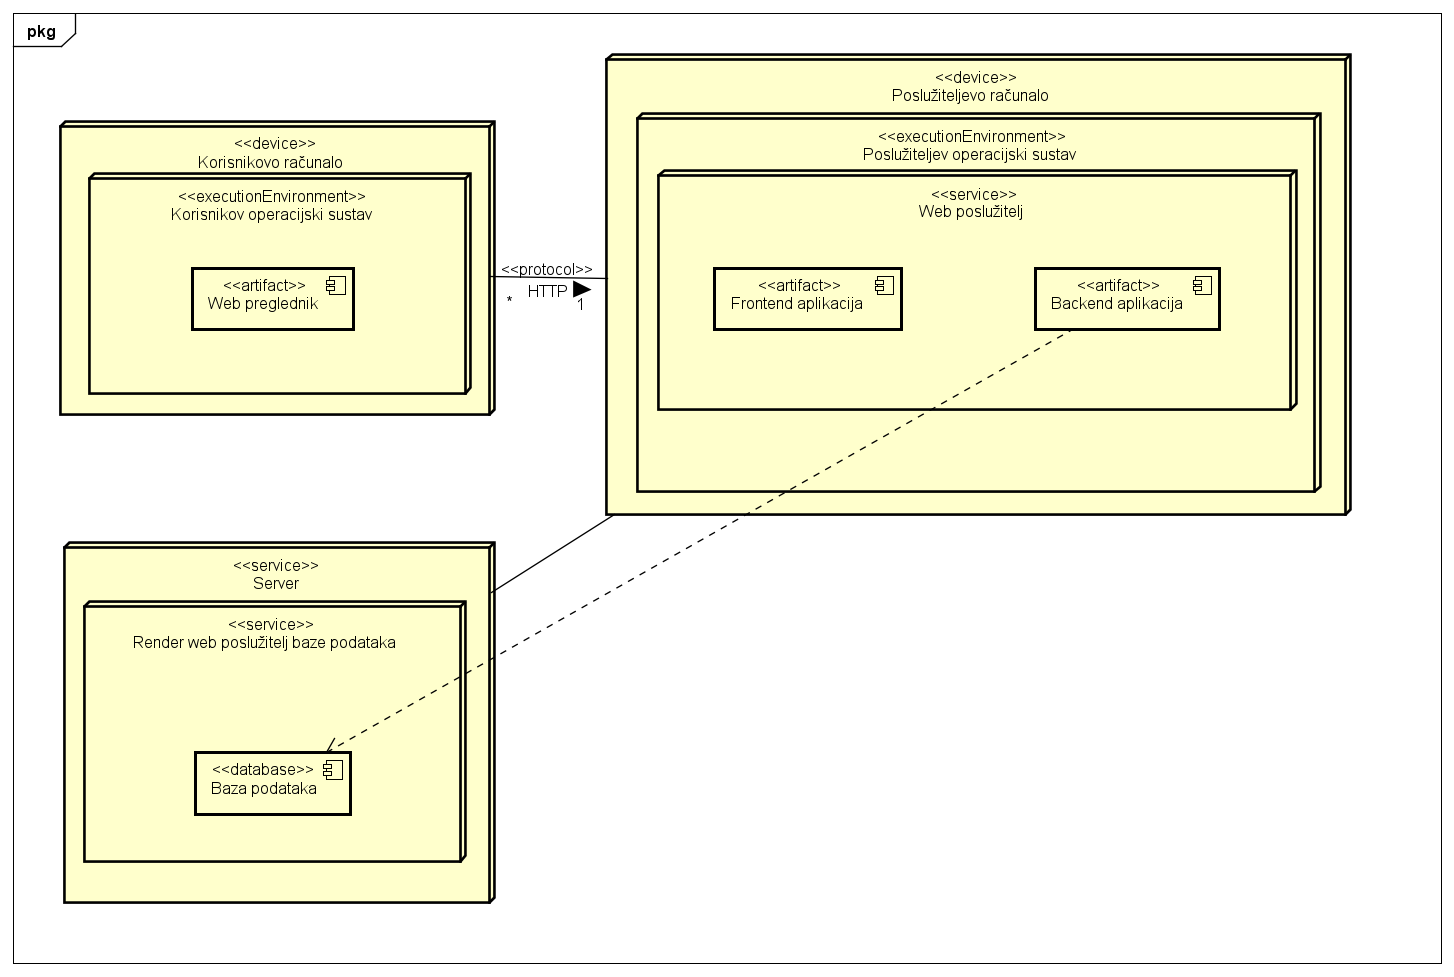 pkg
<<device>>
Korisnikovo računalo
<<executionEnvironment>>
Korisnikov operacijski sustav
<<artifact>>
Web preglednik
<<protocol>>
HTTP
*
1
<<device>>
Poslužiteljevo računalo
<<executionEnvironment>>
Poslužiteljev operacijski sustav
<<service>>
Web poslužitelj
<<artifact>>
Frontend aplikacija
<<artifact>>
Backend aplikacija
<<service>>
Server
<<service>>
Render web poslužitelj baze podataka
<<database>>
Baza podataka